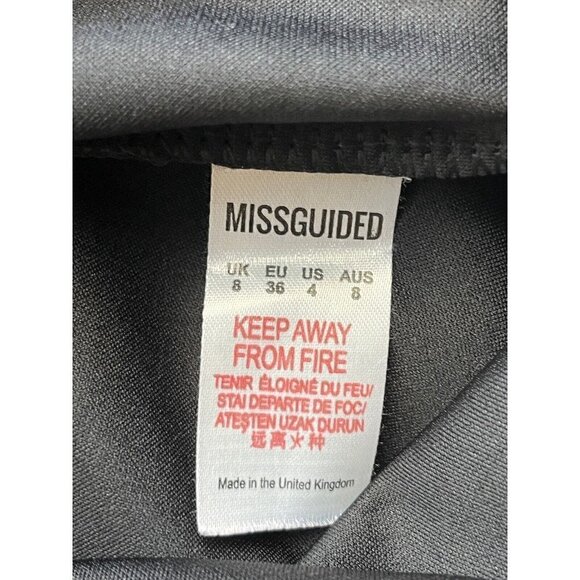 MISSGUIDED
UK EU US AUS
8 36 4 8
KEEP AWAY
FROM FIRE
TENIR ÉLOIGNÉ DU FEU/
STAI DEPARTE DE FOC/
ATEŞTEN UZAK DURUN
远离火种
Made in the United Kingdom